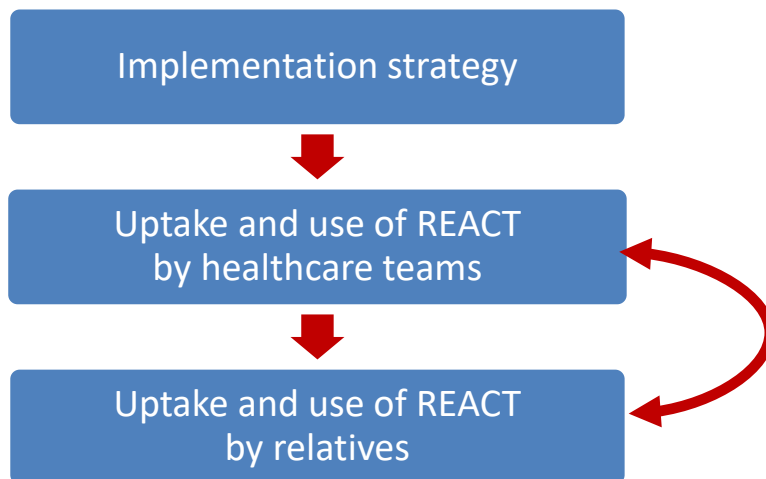 Implementation strategy
Uptake and use of REACT
by healthcare teams
Uptake and use of REACT
by relatives